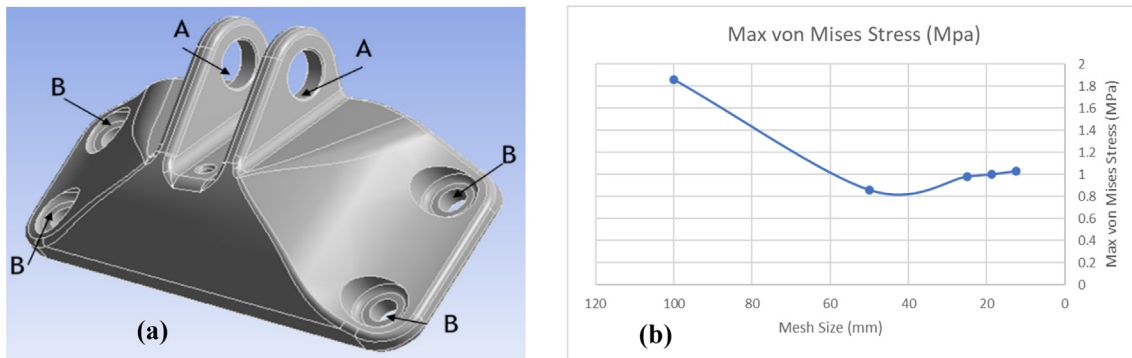 A
A
B
B
B
B
(a)
Max von Mises Stress (Mpa)
2
1.8
1.6
1.4
1.2
1
0.8
0.6
0.4
0.2
0
Max von Mises Stress (MPa)
120
100
80
60
40
20
0
Mesh Size (mm)
(b)